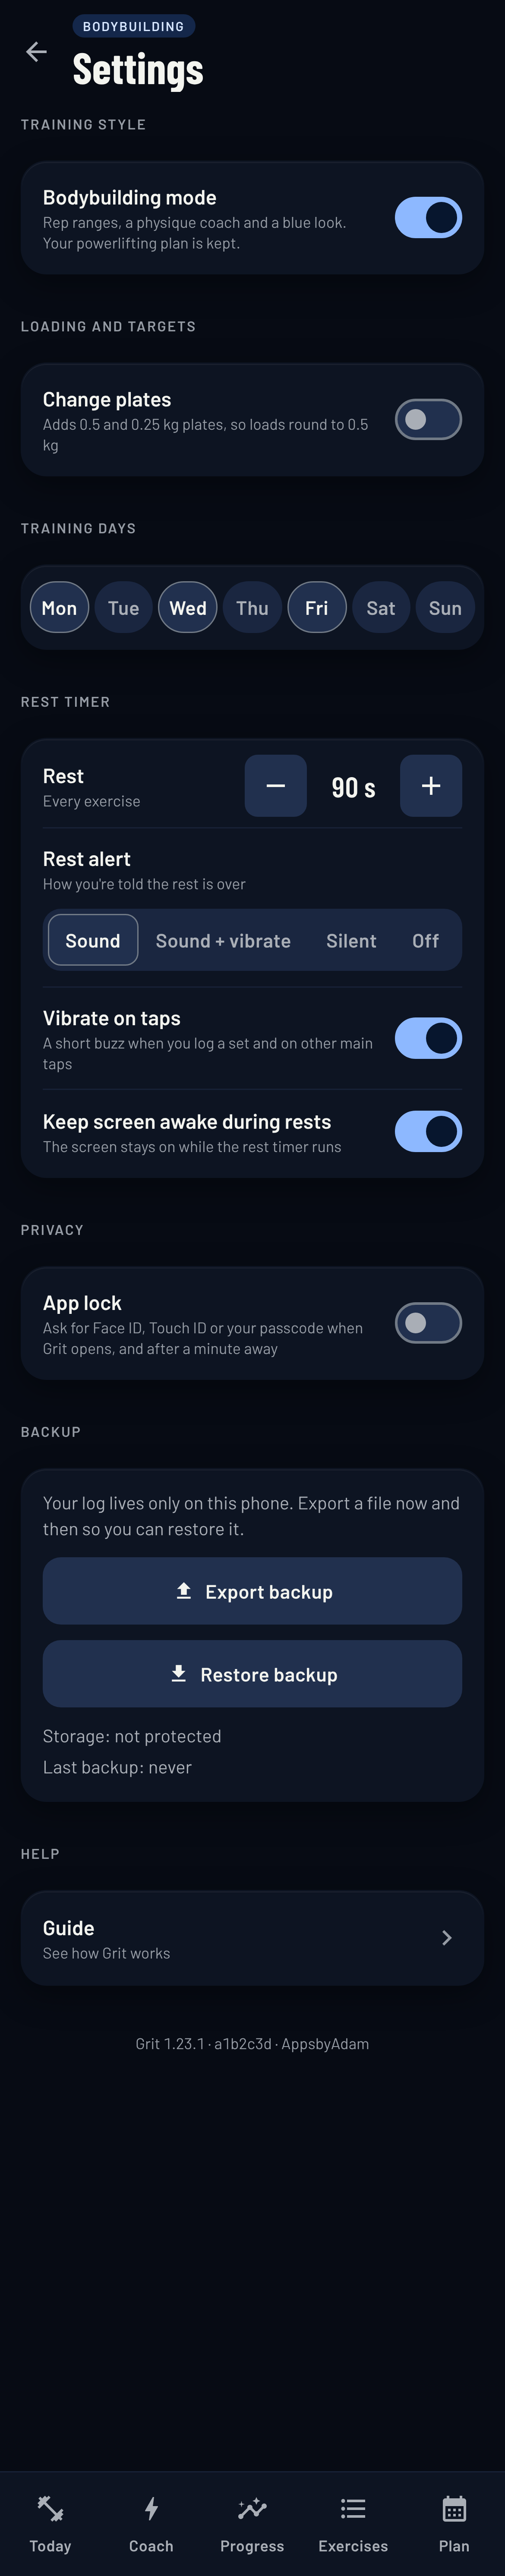 BODYBUILDING
Settings
TRAINING STYLE
Bodybuilding mode
Rep ranges, a physique coach and a blue look.
Your powerlifting plan is kept.
LOADING AND TARGETS
Change plates
Adds 0.5 and 0.25 kg plates, so loads round to 0.5
kg
TRAINING DAYS
Mon Tue Wed Thu Fri Sat Sun
REST TIMER
Rest
Every exercise
90 s
Rest alert
How you're told the rest is over
Sound Sound + vibrate Silent Off
Vibrate on taps
A short buzz when you log a set and on other main
taps
Keep screen awake during rests
The screen stays on while the rest timer runs
PRIVACY
App lock
Ask for Face ID, Touch ID or your passcode when
Grit opens, and after a minute away
BACKUP
Your log lives only on this phone. Export a file now and
then so you can restore it.
Export backup
Restore backup
Storage: not protected
Last backup: never
HELP
Guide
See how Grit works
Grit 1.23.1 · a1b2c3d · AppsbyAdam
Today Coach Progress Exercises Plan